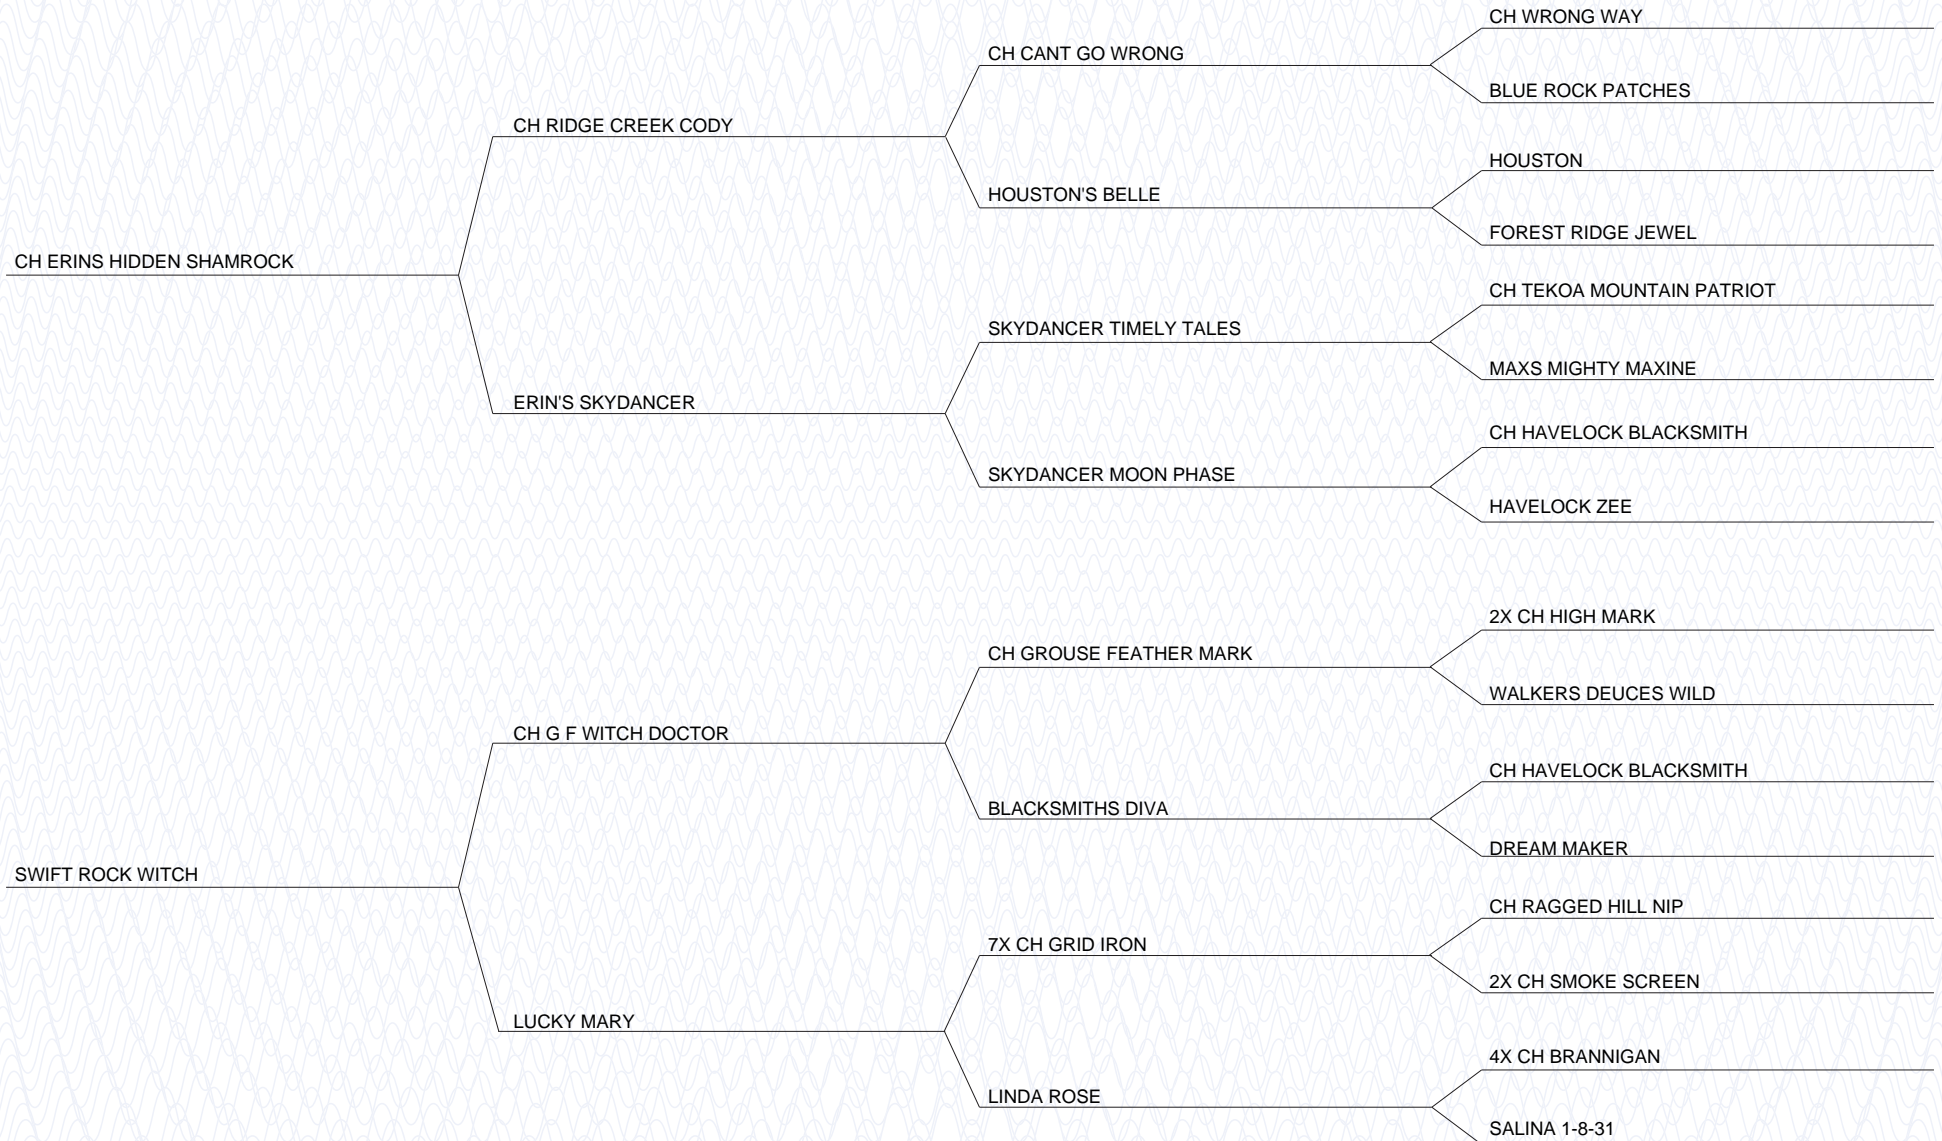 CH WRONG WAY
CH CANT GO WRONG
BLUE ROCK PATCHES
CH RIDGE CREEK CODY
HOUSTON
HOUSTON'S BELLE
FOREST RIDGE JEWEL
CH ERINS HIDDEN SHAMROCK
CH TEKOA MOUNTAIN PATRIOT
SKYDANCER TIMELY TALES
MAXS MIGHTY MAXINE
ERIN'S SKYDANCER
CH HAVELOCK BLACKSMITH
SKYDANCER MOON PHASE
HAVELOCK ZEE
2X CH HIGH MARK
CH GROUSE FEATHER MARK
WALKERS DEUCES WILD
CH G F WITCH DOCTOR
CH HAVELOCK BLACKSMITH
BLACKSMITHS DIVA
DREAM MAKER
SWIFT ROCK WITCH
CH RAGGED HILL NIP
7X CH GRID IRON
2X CH SMOKE SCREEN
LUCKY MARY
4X CH BRANNIGAN
LINDA ROSE
SALINA 1-8-31